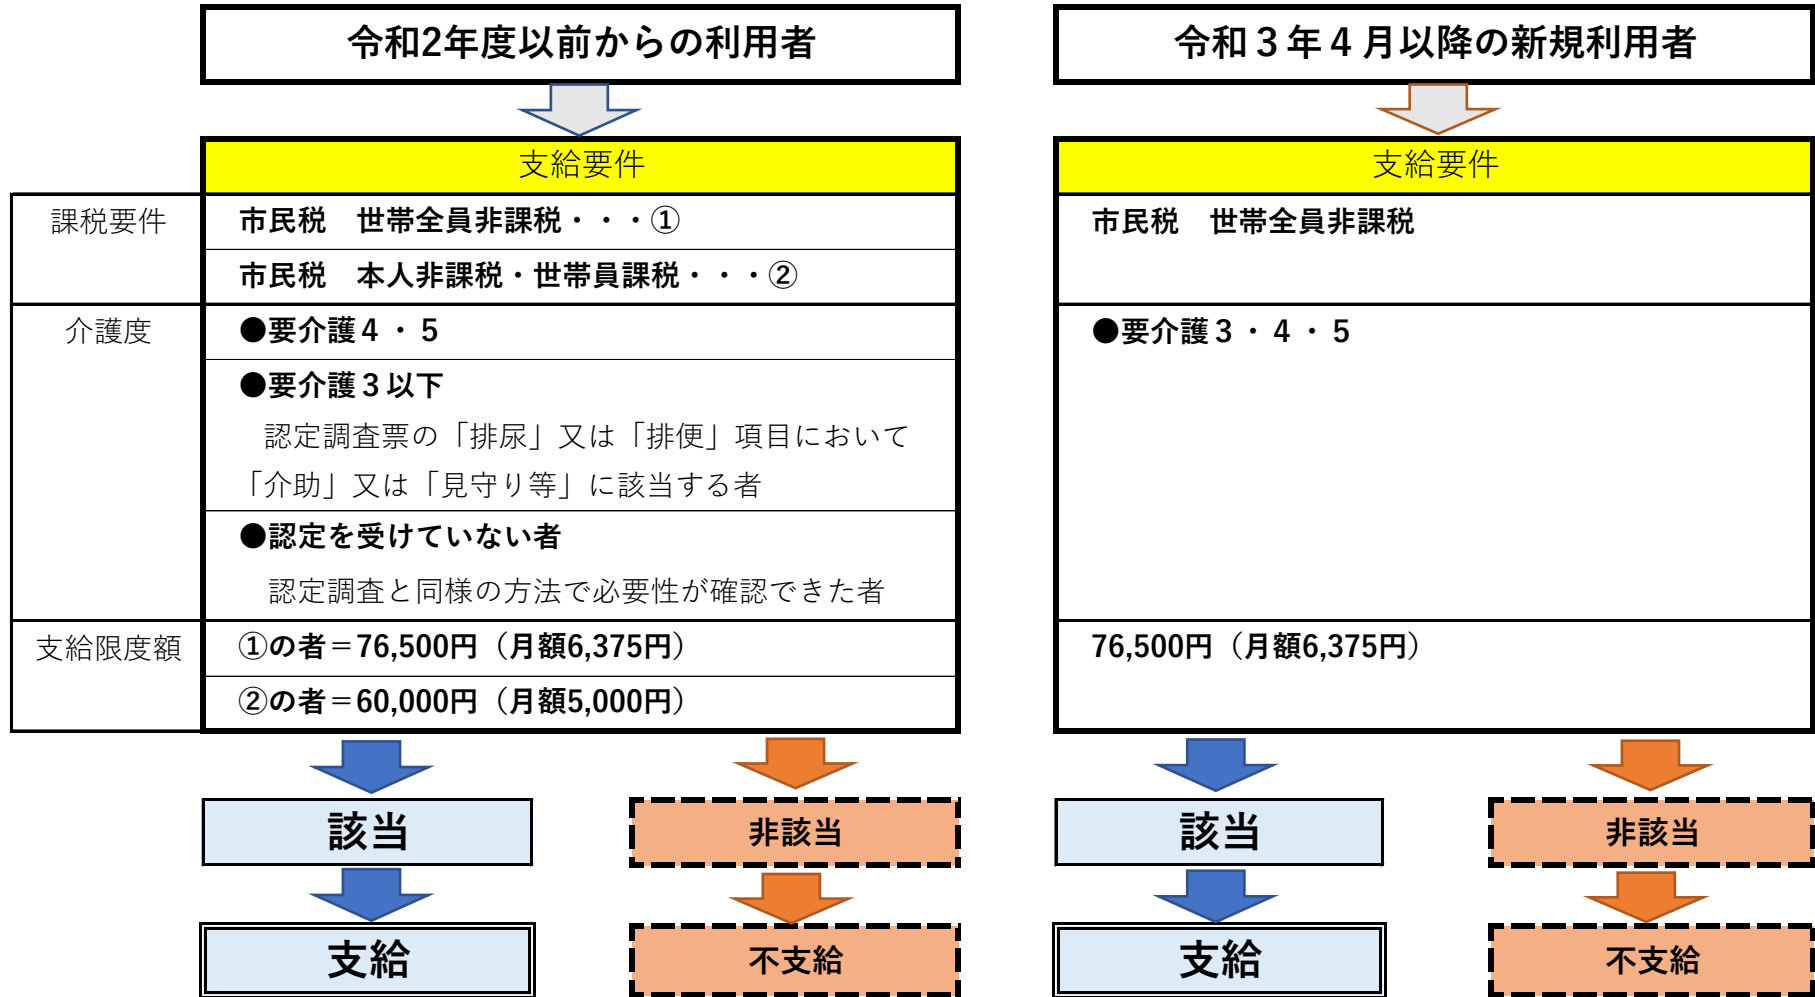 令和2年度以前からの利用者
支給要件
課税要件
市民税　世帯全員非課税・・・①
市民税　本人非課税・世帯員課税・・・②
介護度
●要介護４・５
●要介護３以下
認定調査票の「排尿」又は「排便」項目において
「介助」又は「見守り等」に該当する者
●認定を受けていない者
認定調査と同様の方法で必要性が確認できた者
支給限度額
①の者＝76,500円（月額6,375円）
②の者＝60,000円（月額5,000円）
該当
非該当
支給
不支給
令和３年４月以降の新規利用者
支給要件
市民税　世帯全員非課税
●要介護３・４・５
76,500円（月額6,375円）
該当
非該当
支給
不支給